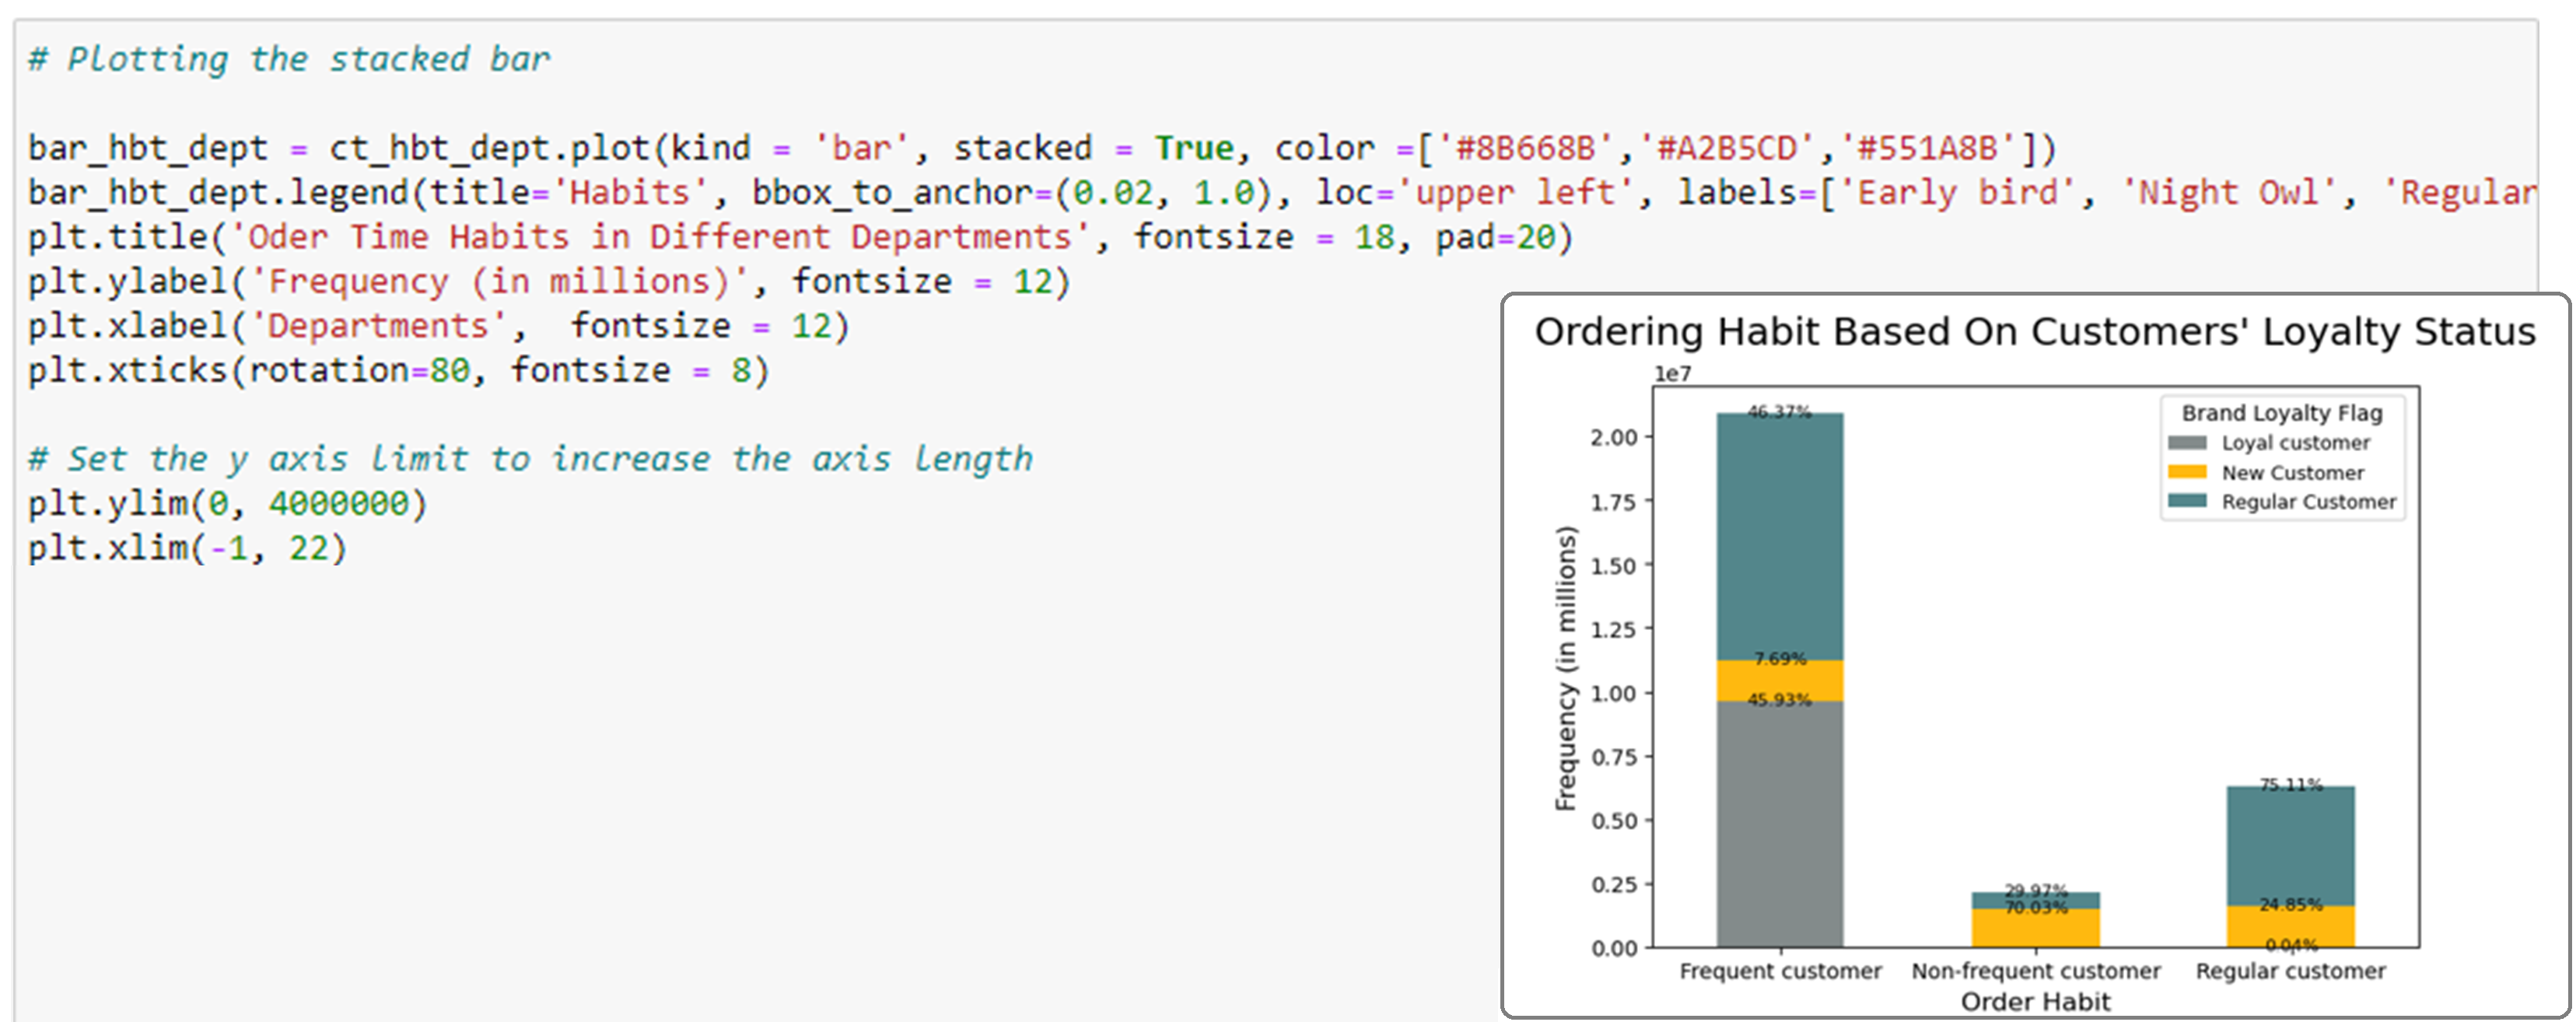 # Plotting the stacked bar
bar_hbt_dept = ct_hbt_dept.plot(kind = 'bar', stacked = True, color =['#8B668B','#A2B5CD','#551A8B'])
bar_hbt_dept.legend(title='Habits', bbox_to_anchor=(0.02, 1.0), loc='upper left', labels=['Early bird', 'Night Owl', 'Regular
plt.title('Oder Time Habits in Different Departments', fontsize = 18, pad=20)
plt.ylabel('Frequency (in millions)', fontsize = 12)
plt.xlabel('Departments',  fontsize = 12)
plt.xticks(rotation=80, fontsize = 8)
# Set the y axis limit to increase the axis length
plt.ylim(0, 4000000)
plt.xlim(-1, 22)
Ordering Habit Based On Customers' Loyalty Status
1e7
Brand Loyalty Flag
Loyal customer
New Customer
Regular Customer
Frequency (in millions)
2.00
1.75
1.50
1.25
1.00
0.75
0.50
0.25
0.00
46.37%
7.69%
45.93%
29.97%
70.03%
75.11%
24.85%
0.04%
Frequent customer
Non-frequent customer
Regular customer
Order Habit